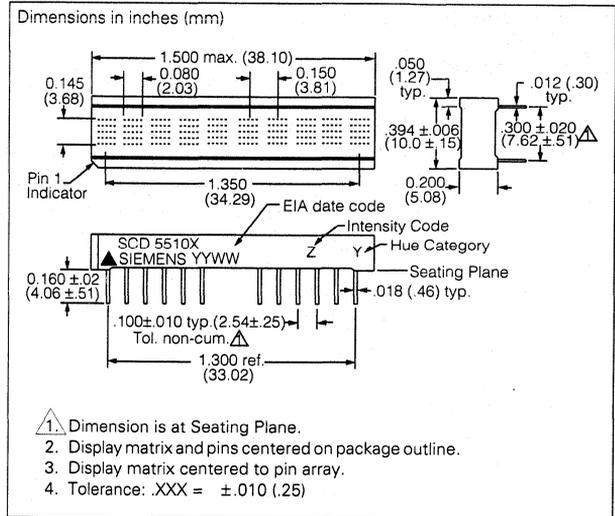 Dimensions in inches (mm)
1.500 max. (38.10)
0.145
(3.68)
0.080
(2.03)
0.150
(3.81)
.050
(1.27)
typ.
.012 (.30)
typ.
.394 ±.006
(10.0 ±.15)
.300 ±.020
(7.62 ±.51) 1
Pin 1
Indicator
1.350
(34.29)
0.200
(5.08)
EIA date code
Intensity Code
SCD 5510X
SIEMENS YYWW
Z
Y
Hue Category
Seating Plane
0.160 ±.02
(4.06 ±.51)
.018 (.46) typ.
.100±.010 typ.(2.54±.25)
Tol. non-cum. 1
1.300 ref.
(33.02)
1. Dimension is at Seating Plane.
2. Display matrix and pins centered on package outline.
3. Display matrix centered to pin array.
4. Tolerance: .XXX = ±.010 (.25)